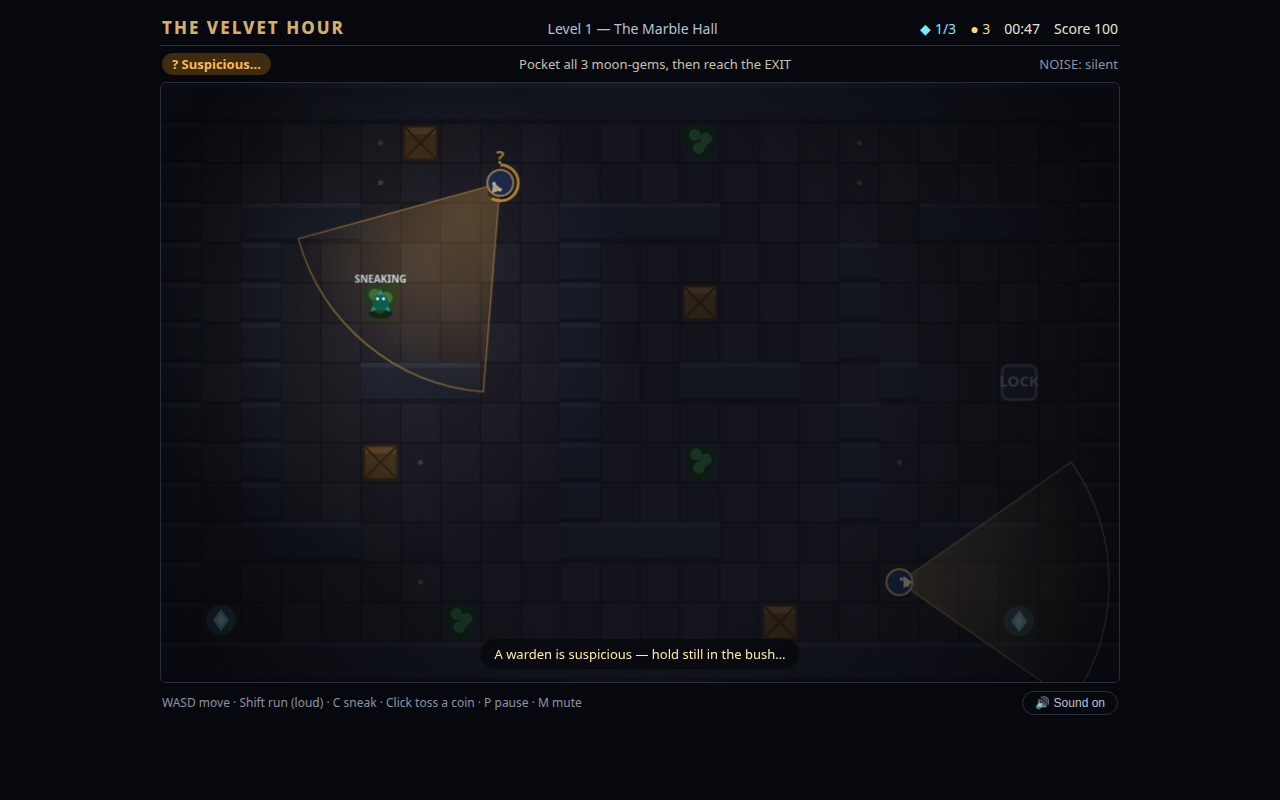 THE VELVET HOUR
Level 1 — The Marble Hall
◆ 1/3 ● 3 00:47 Score 100
? Suspicious...
Pocket all 3 moon-gems, then reach the EXIT
NOISE: silent
?
SNEAKING
LOCK
A warden is suspicious — hold still in the bush...
WASD move · Shift run (loud) · C sneak · Click toss a coin · P pause · M mute
🔊 Sound on